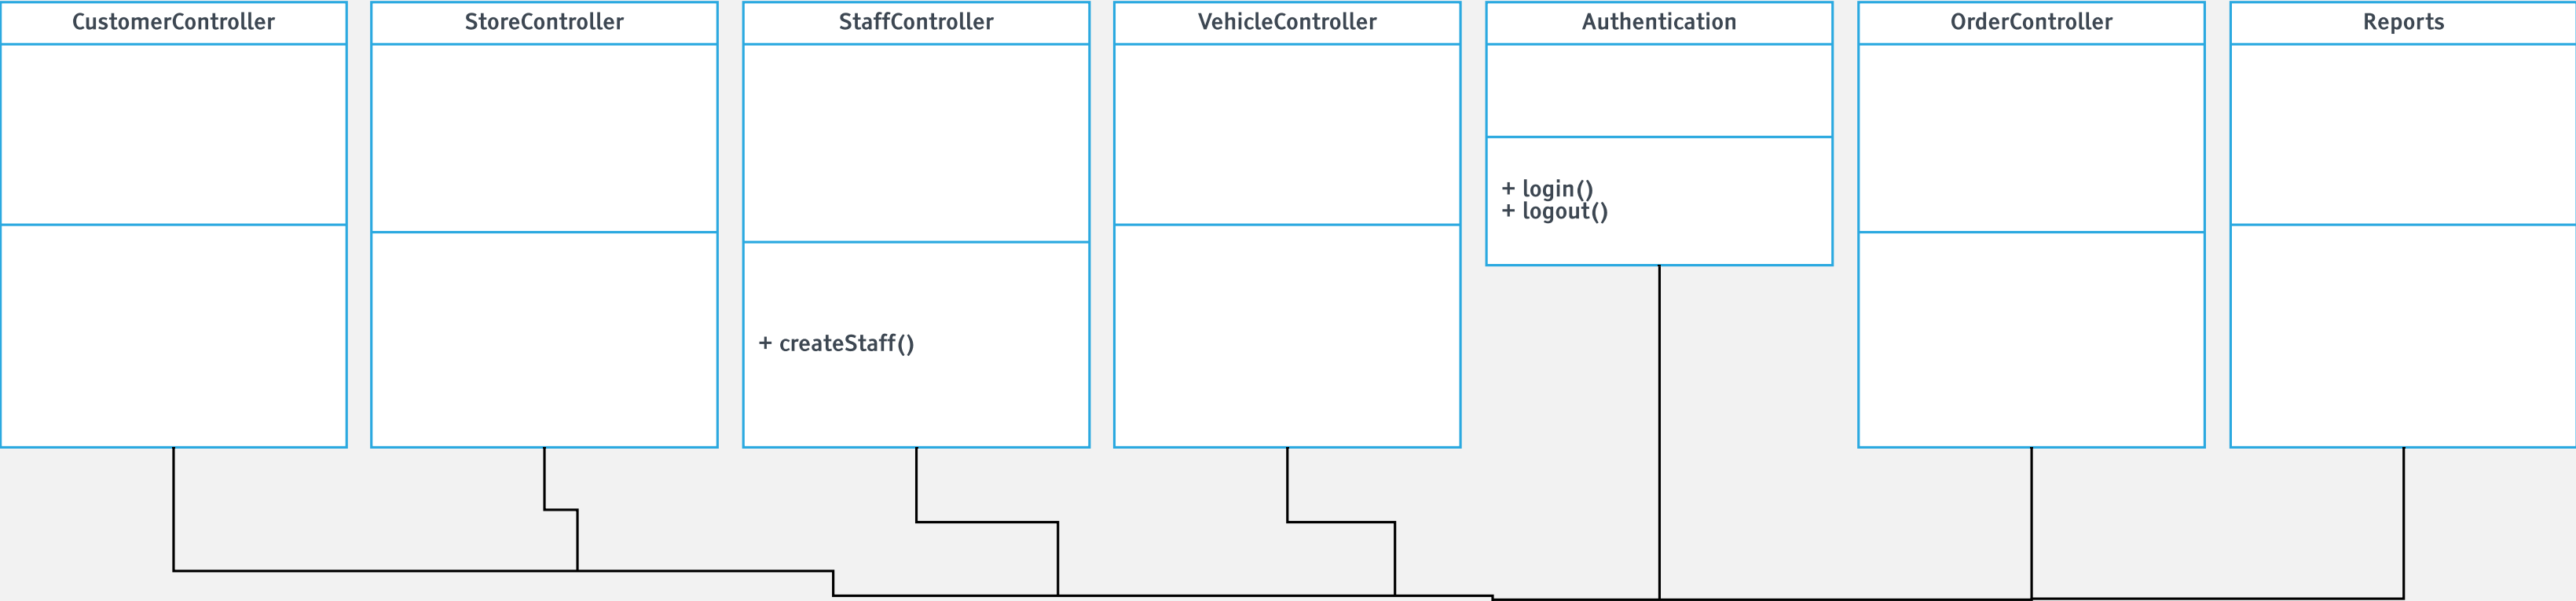 CustomerController
StoreController
StaffController
VehicleController
Authentication
OrderController
Reports
+ login()
+ logout()
+ createStaff()